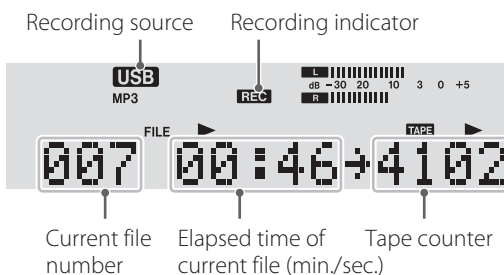 Recording source Recording indicator
USB L
dB -30 20 10 3 0 +5
MP3 REC R
FILE TAPE
007 00:46→4102
Current file Elapsed time of Tape counter
number current file (min./sec.)